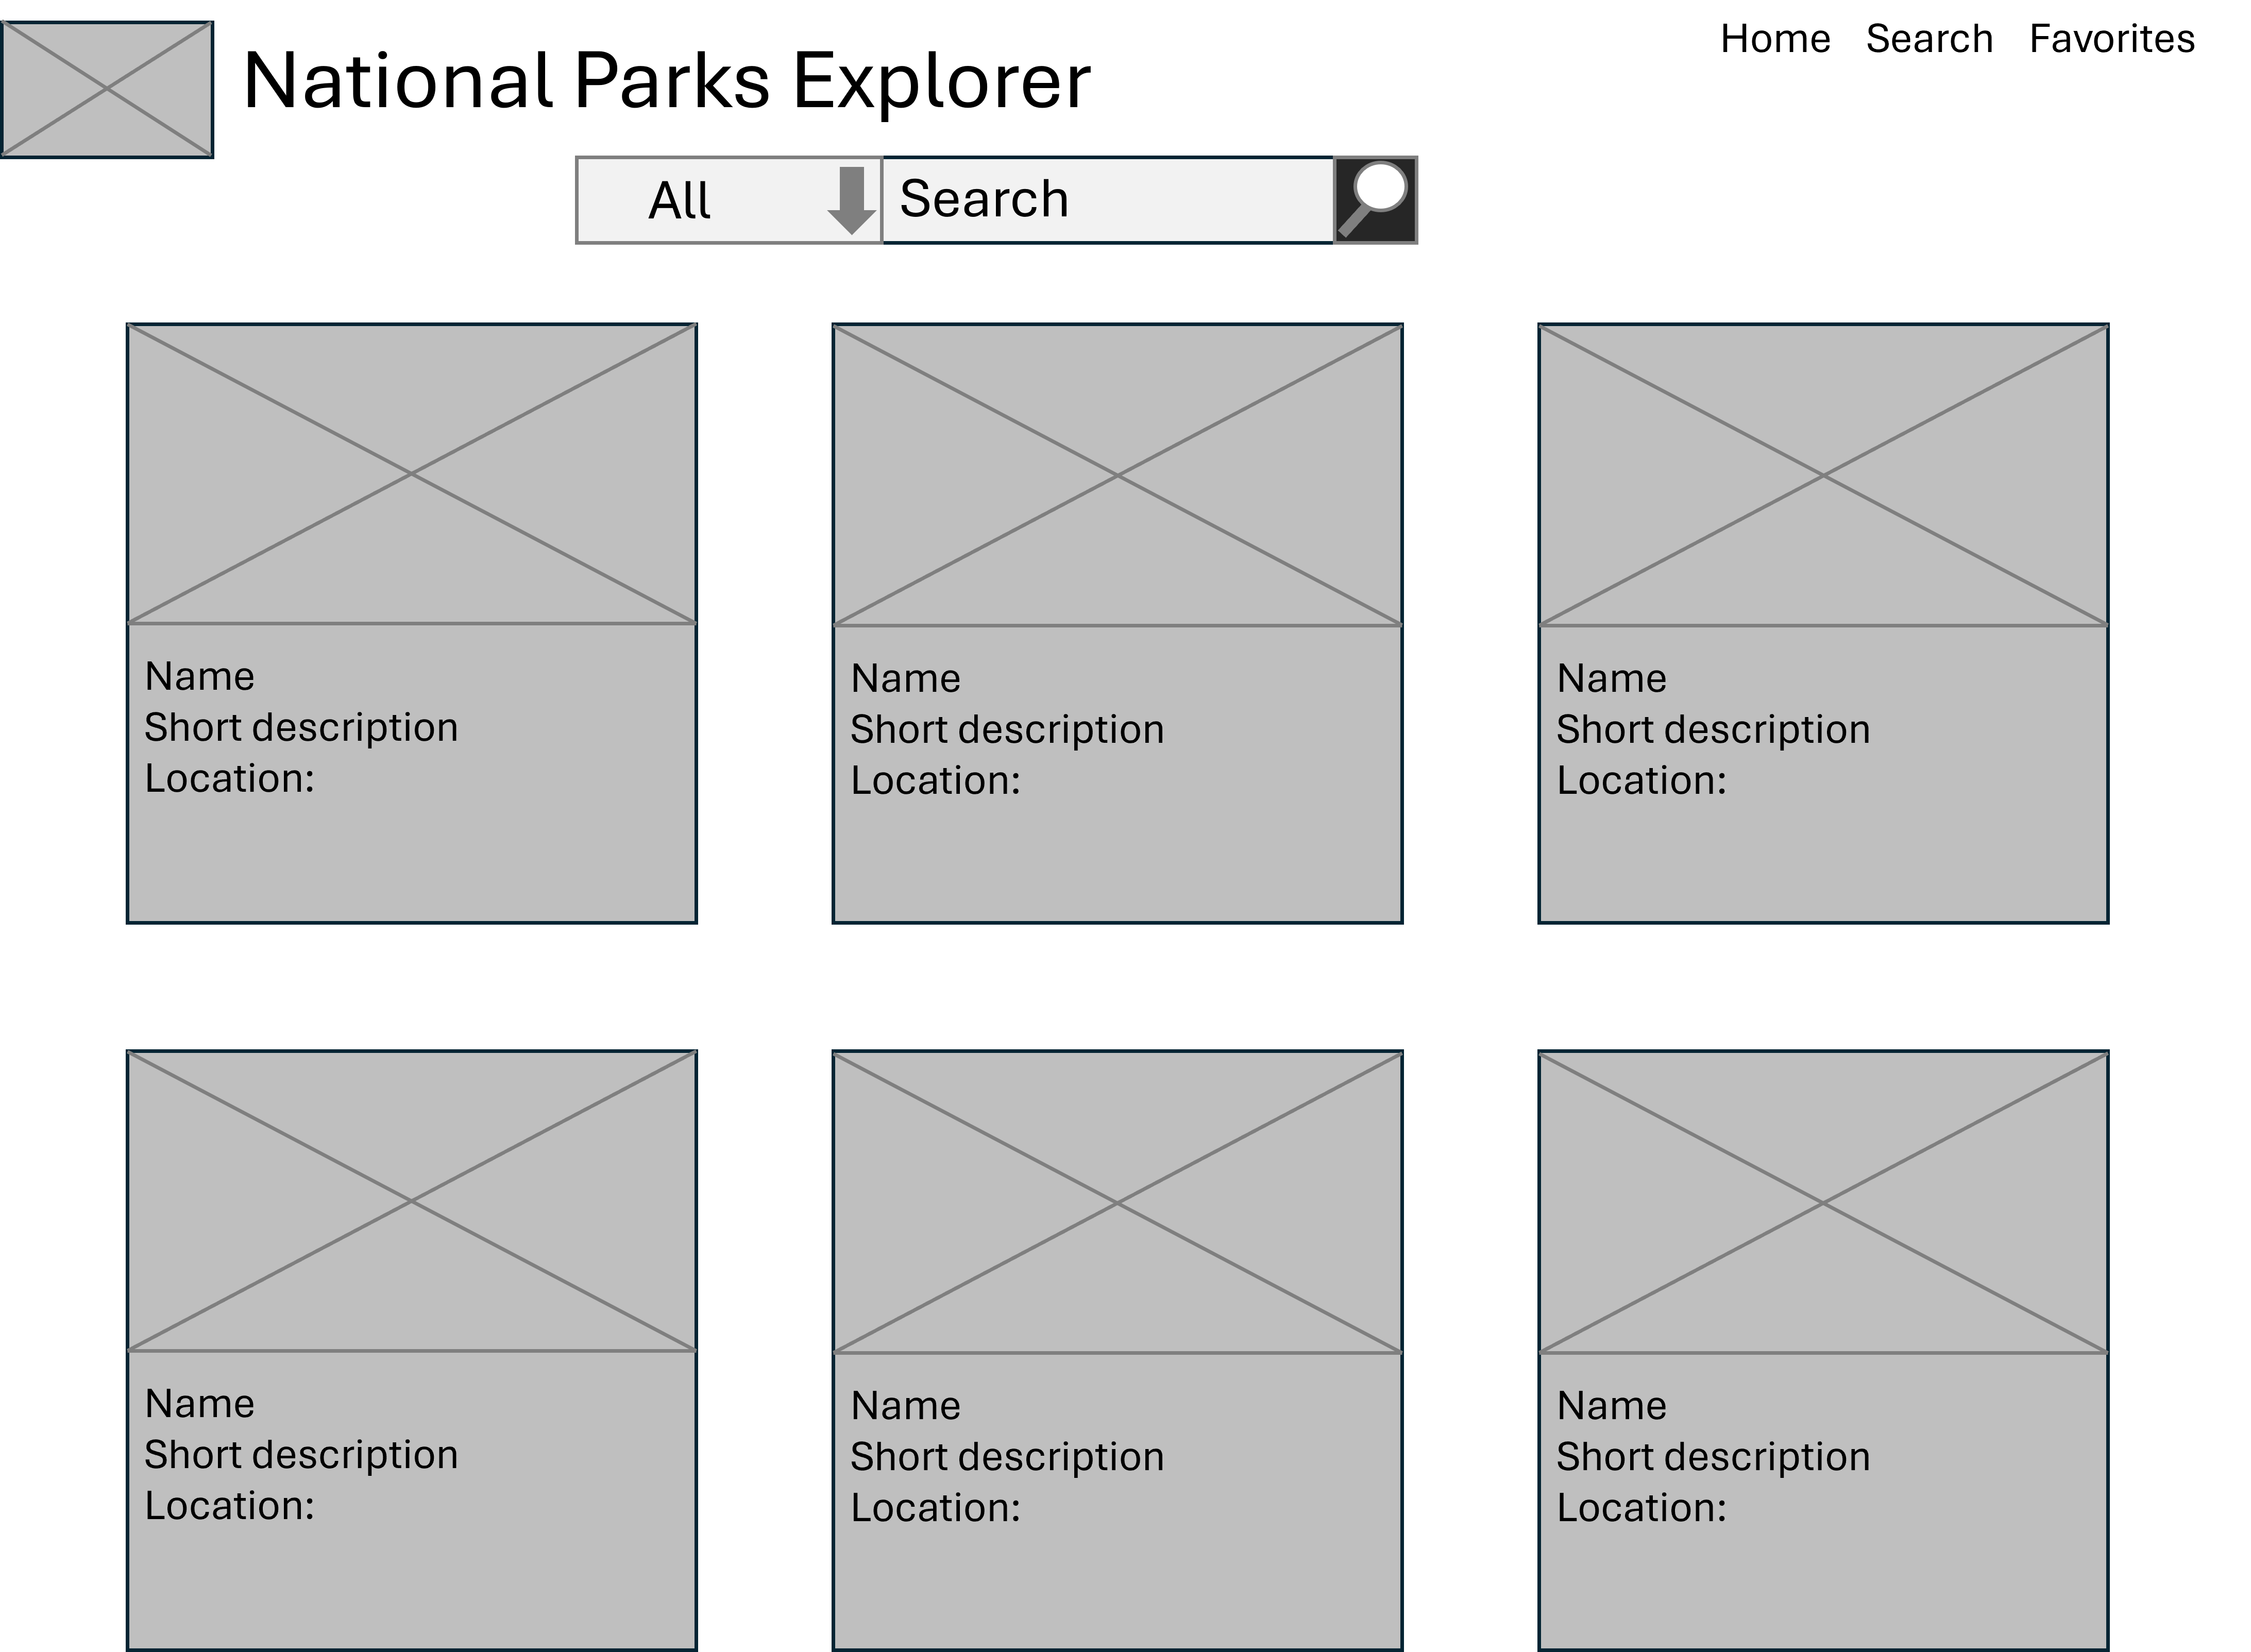 Home Search Favorites
National Parks Explorer
All
Search
Name
Short description
Location:
Name
Short description
Location:
Name
Short description
Location:
Name
Short description
Location:
Name
Short description
Location:
Name
Short description
Location: